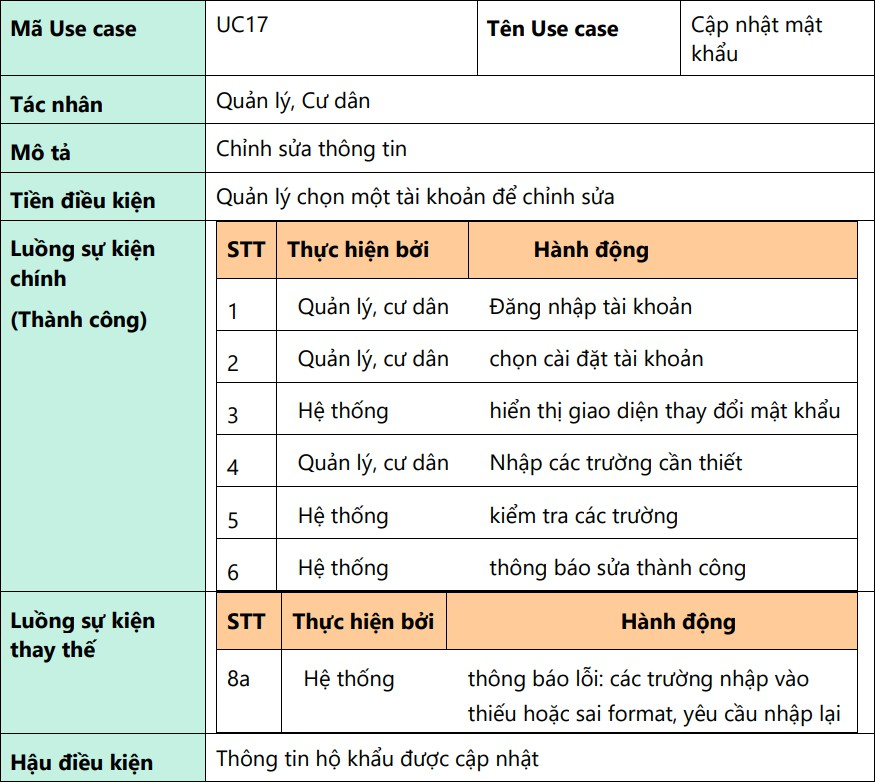 Mã Use case UC17 Tên Use case Cập nhật mật
khẩu
Tác nhân Quản lý, Cư dân
Mô tả Chỉnh sửa thông tin
Tiền điều kiện Quản lý chọn một tài khoản để chỉnh sửa
Luồng sự kiện
chính
(Thành công)
STT Thực hiện bởi Hành động
1 Quản lý, cư dân Đăng nhập tài khoản
2 Quản lý, cư dân chọn cài đặt tài khoản
3 Hệ thống hiển thị giao diện thay đổi mật khẩu
4 Quản lý, cư dân Nhập các trường cần thiết
5 Hệ thống kiểm tra các trường
6 Hệ thống thông báo sửa thành công
Luồng sự kiện
thay thế
STT Thực hiện bởi Hành động
8a Hệ thống thông báo lỗi: các trường nhập vào
thiếu hoặc sai format, yêu cầu nhập lại
Hậu điều kiện Thông tin hộ khẩu được cập nhật